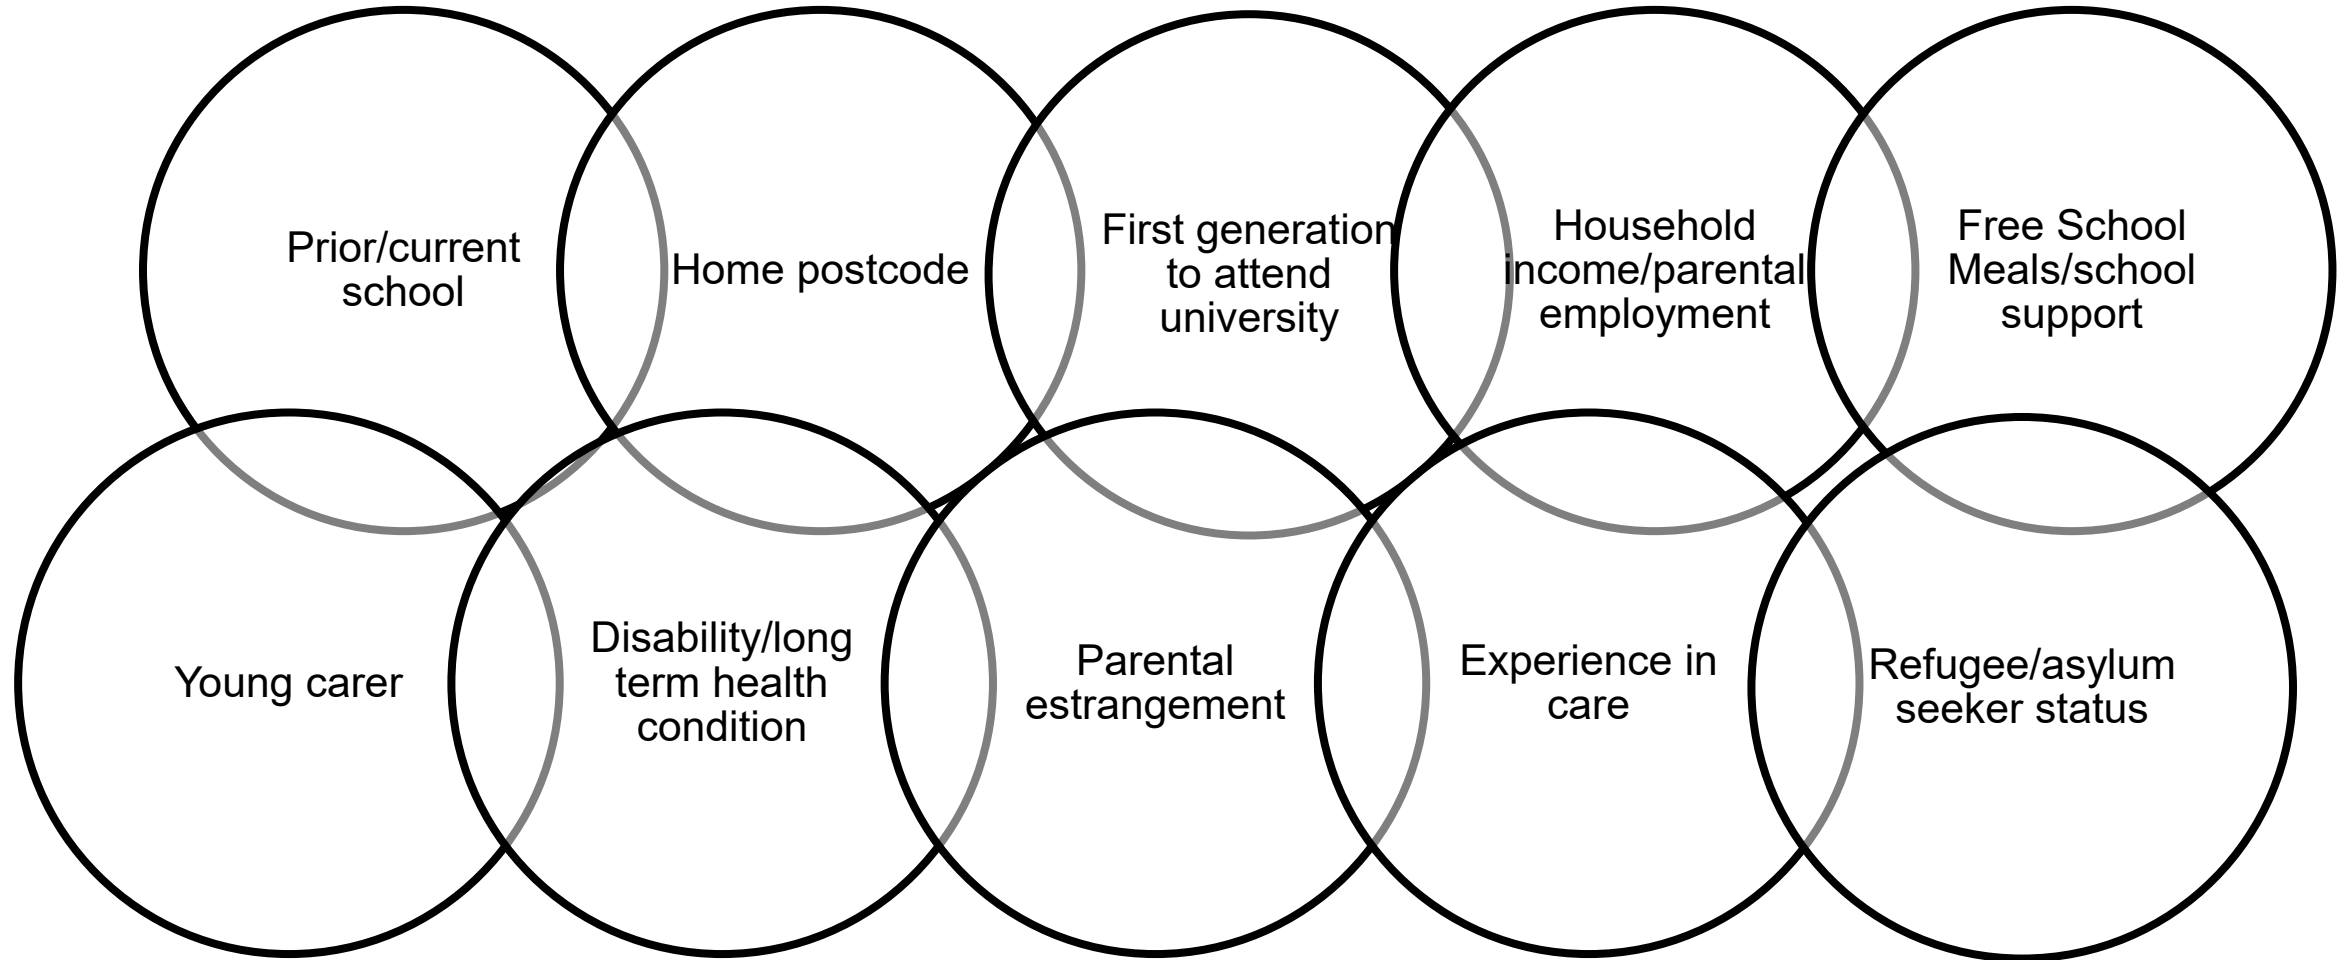 Prior/current
school
Home postcode
First generation
to attend
university
Household
income/parental
employment
Free School
Meals/school
support
Young carer
Disability/long
term health
condition
Parental
estrangement
Experience in
care
Refugee/asylum
seeker status